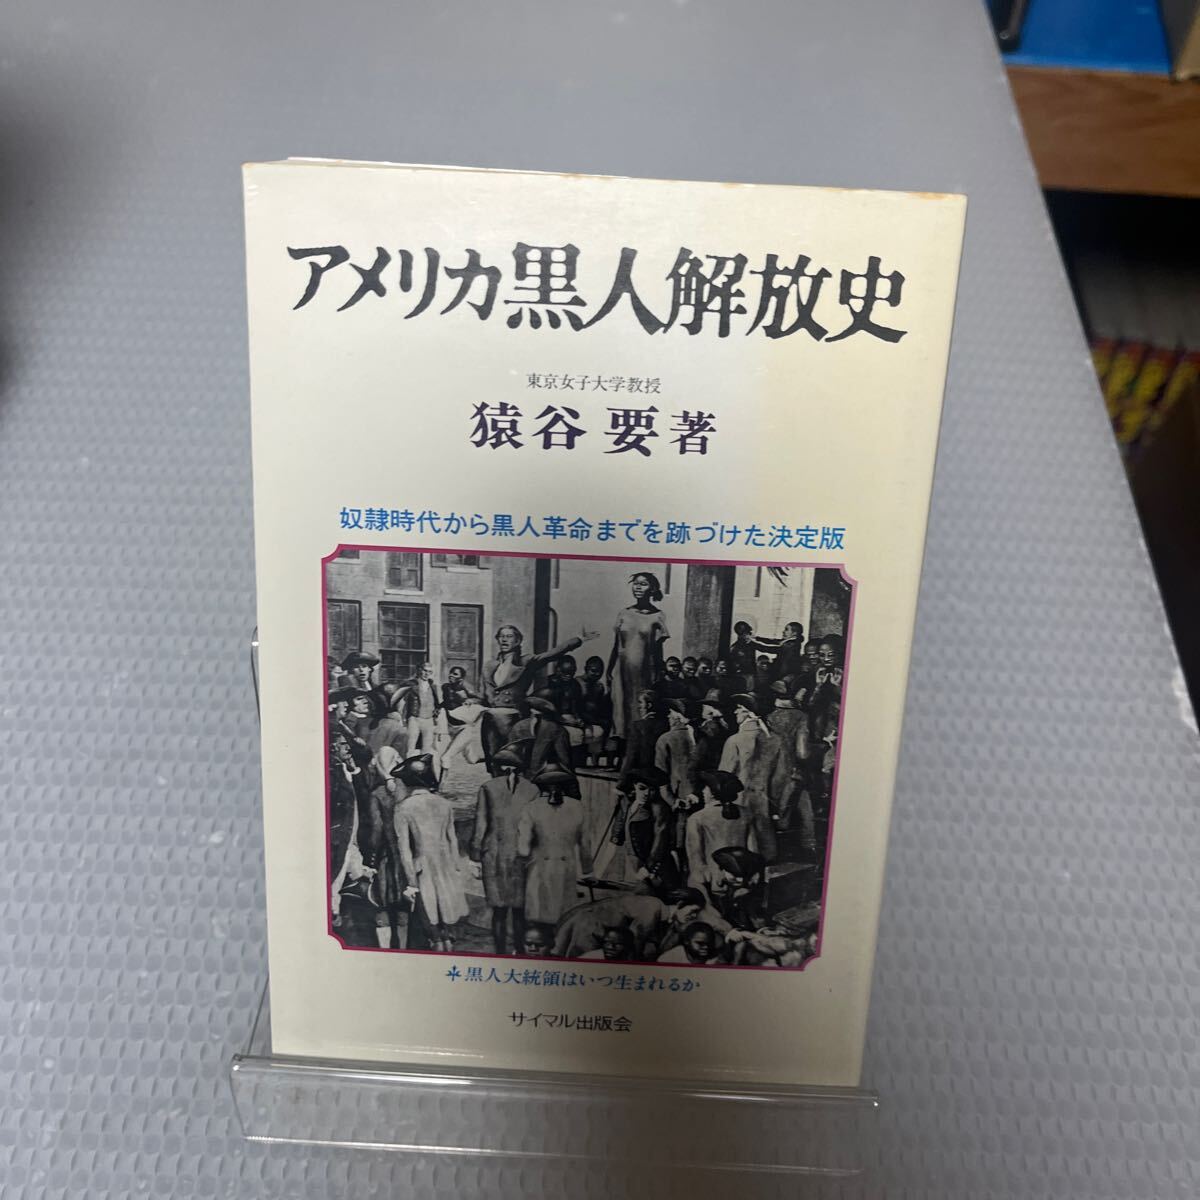 アメリカ黒人解放史
東京女子大学教授
猿谷 要著
奴隷時代から黒人革命までを跡づけた決定版
黒人大統領はいつ生まれるか
サイマル出版会